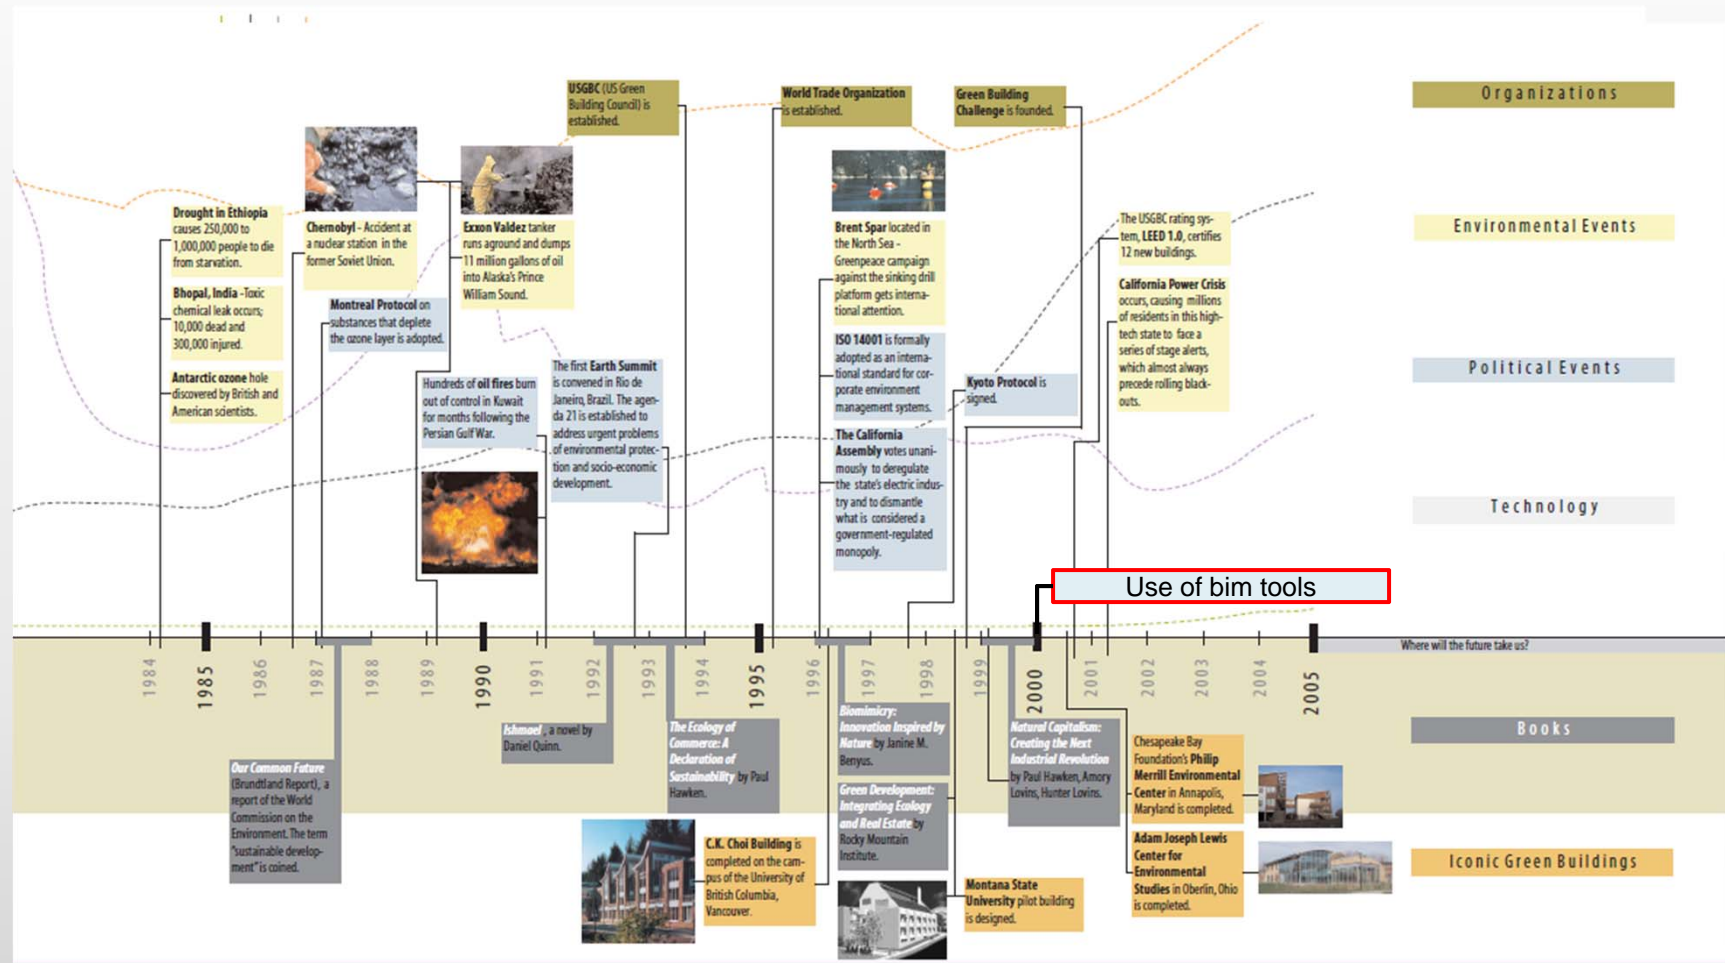 USGBC (US Green
Building Council) is
established.
World Trade Organization
is established.
Green Building
Challenge is founded.
Organizations
Drought in Ethiopia
causes 250,000 to
1,000,000 people to die
from starvation.
Bhopal, India -Toxic
chemical leak occurs;
10,000 dead and
300,000 injured.
Antarctic ozone hole
discovered by British and
American scientists.
Chernobyl - Accident at
a nuclear station in the
former Soviet Union.
Montreal Protocol on
substances that deplete
the ozone layer is adopted.
Exxon Valdez tanker
runs aground and dumps
11 million gallons of oil
into Alaska's Prince
William Sound.
Hundreds of oil fires burn
out of control in Kuwait
for months following the
Persian Gulf War.
The first Earth Summit
is convened in Rio de
Janeiro, Brazil. The agen-
da 21 is established to
address urgent problems
of environmental protec-
tion and socio-economic
development.
Brent Spar located in
the North Sea -
Greenpeace campaign
against the sinking drill
platform gets interna-
tional attention.
ISO 14001 is formally
adopted as an interna-
tional standard for cor-
porate environment
management systems.
The California
Assembly votes unani-
mously to deregulate
the state's electric indus-
try and to dismantle
what is considered a
government-regulated
monopoly.
Kyoto Protocol is
signed.
The USGBC rating sys-
tem, LEED 1.0, certifies
12 new buildings.
California Power Crisis
occurs, causing millions
of residents in this high-
tech state to face a
series of stage alerts,
which almost always
precede rolling black-
outs.
Environmental Events
Political Events
Technology
Use of bim tools
Where will the future take us?
1984
1985
1986
1987
1988
1989
1990
1991
1992
1993
1994
1995
1996
1997
1998
1999
2000
2001
2002
2003
2004
2005
Our Common Future
(Brundtland Report), a
report of the World
Commission on the
Environment. The term
"sustainable develop-
ment" is coined.
Ishmael , a novel by
Daniel Quinn.
The Ecology of
Commerce: A
Declaration of
Sustainability by Paul
Hawken.
Biomimicry:
Innovation Inspired by
Nature by Janine M.
Benyus.
Green Development:
Integrating Ecology
and Real Estate by
Rocky Mountain
Institute.
Natural Capitalism:
Creating the Next
Industrial Revolution
by Paul Hawken, Amory
Lovins, Hunter Lovins.
Chesapeake Bay
Foundation's Philip
Merrill Environmental
Center in Annapolis,
Maryland is completed.
Books
C.K. Choi Building is
completed on the cam-
pus of the University of
British Columbia,
Vancouver.
Montana State
University pilot building
is designed.
Adam Joseph Lewis
Center for
Environmental
Studies in Oberlin, Ohio
is completed.
Iconic Green Buildings